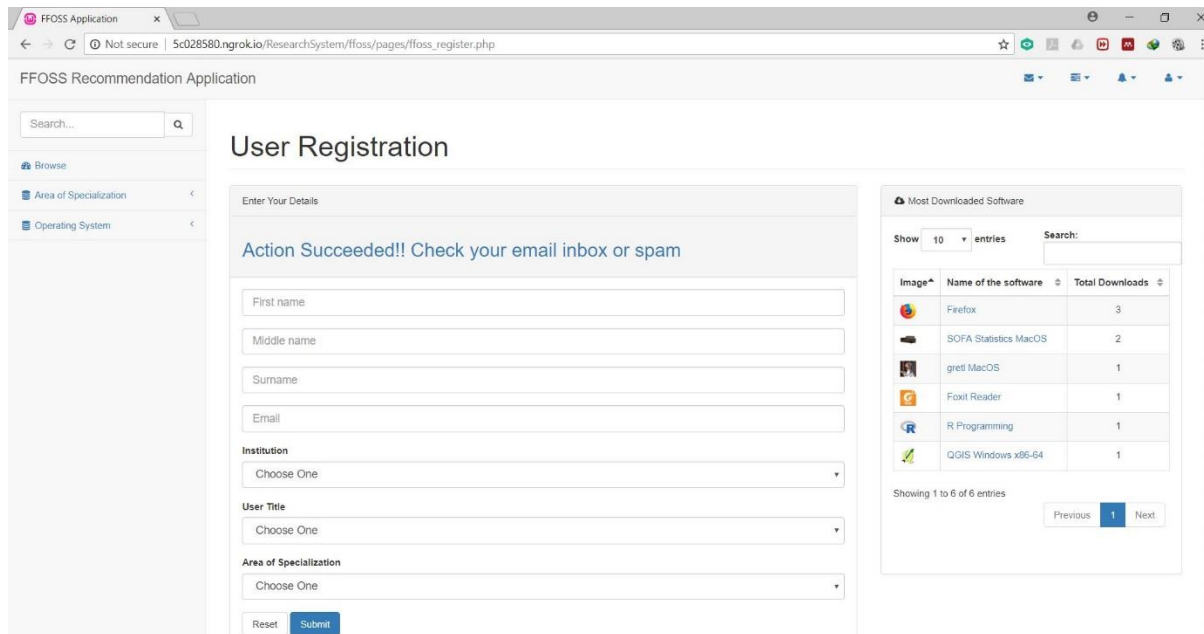 FFOSS Application
Not secure | 5c028580.ngrok.io/ResearchSystem/ffoss/pages/ffoss_register.php
FFOSS Recommendation Application
Search...
Browse
Area of Specialization
Operating System
User Registration
Enter Your Details
Action Succeeded!! Check your email inbox or spam
First name
Middle name
Surname
Email
Institution
Choose One
User Title
Choose One
Area of Specialization
Choose One
Reset Submit
Most Downloaded Software
Show 10 entries Search:
Image Name of the software Total Downloads
Firefox 3
SOFA Statistics MacOS 2
gretl MacOS 1
Foxit Reader 1
R Programming 1
QGIS Windows x86-64 1
Showing 1 to 6 of 6 entries
Previous 1 Next